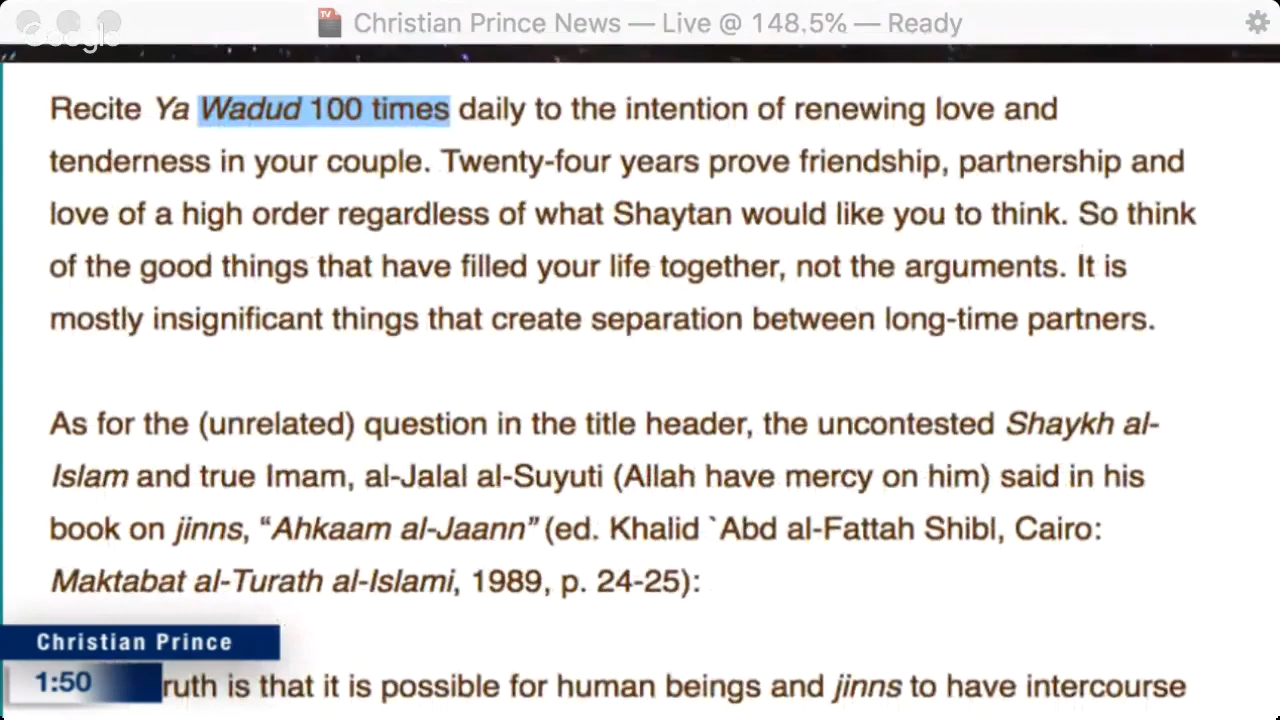 Christian Prince News — Live @ 148.5% — Ready
Google
Recite Ya Wadud 100 times daily to the intention of renewing love and
tenderness in your couple. Twenty-four years prove friendship, partnership and
love of a high order regardless of what Shaytan would like you to think. So think
of the good things that have filled your life together, not the arguments. It is
mostly insignificant things that create separation between long-time partners.
As for the (unrelated) question in the title header, the uncontested Shaykh al-
Islam and true Imam, al-Jalal al-Suyuti (Allah have mercy on him) said in his
book on jinns, “Ahkaam al-Jaann” (ed. Khalid `Abd al-Fattah Shibl, Cairo:
Maktabat al-Turath al-Islami, 1989, p. 24-25):
Christian Prince
1:50
ruth is that it is possible for human beings and jinns to have intercourse